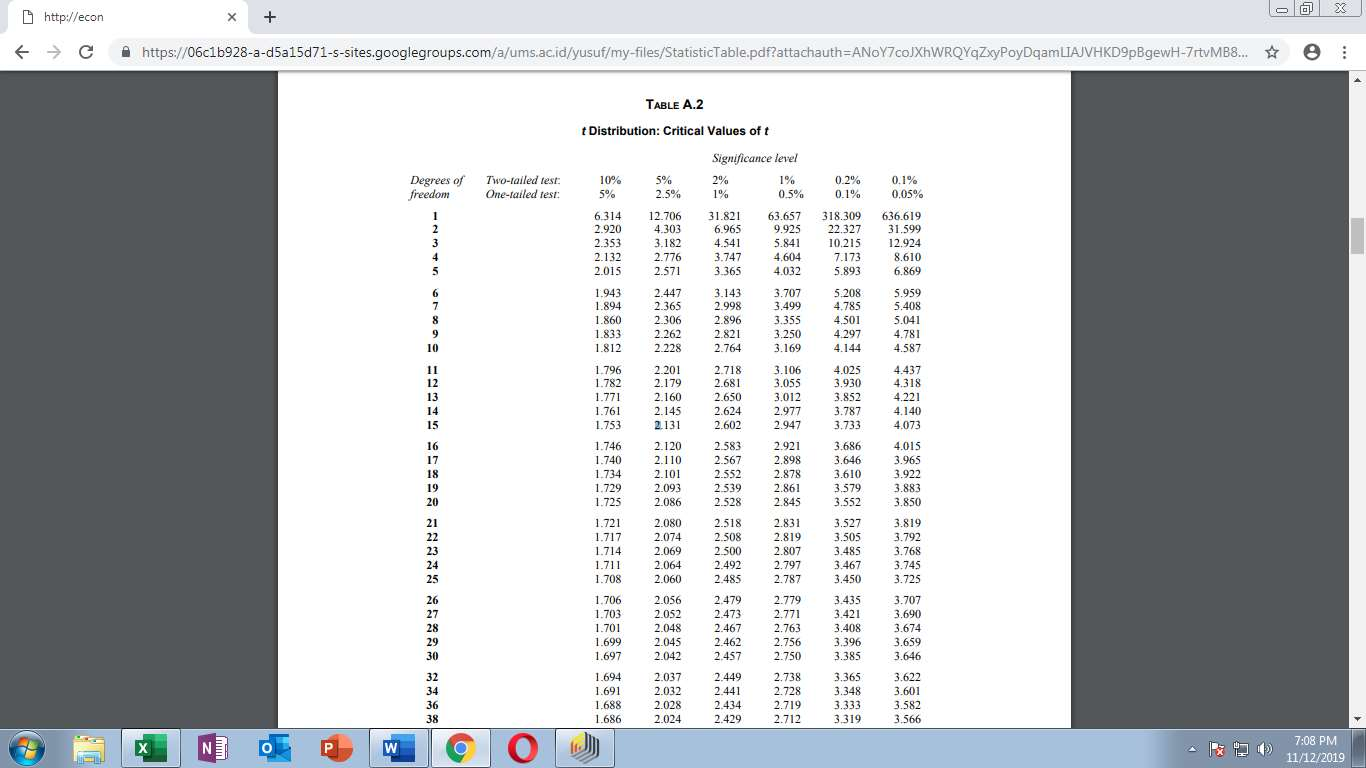 http://econ
https://06c1b928-a-d5a15d71-s-sites.googlegroups.com/a/ums.ac.id/yusuf/my-files/StatisticTable.pdf?attachauth=ANoY7coJXhWRQYqZxyPoyDqamLIAJVHKD9pBgewH-7rtvMB8...
TABLE A.2
t Distribution: Critical Values of t
Significance level
Degrees of Two-tailed test: 10% 5% 2% 1% 0.2% 0.1%
freedom One-tailed test: 5% 2.5% 1% 0.5% 0.1% 0.05%
1 6.314 12.706 31.821 63.657 318.309 636.619
2 2.920 4.303 6.965 9.925 22.327 31.599
3 2.353 3.182 4.541 5.841 10.215 12.924
4 2.132 2.776 3.747 4.604 7.173 8.610
5 2.015 2.571 3.365 4.032 5.893 6.869
6 1.943 2.447 3.143 3.707 5.208 5.959
7 1.894 2.365 2.998 3.499 4.785 5.408
8 1.860 2.306 2.896 3.355 4.501 5.041
9 1.833 2.262 2.821 3.250 4.297 4.781
10 1.812 2.228 2.764 3.169 4.144 4.587
11 1.796 2.201 2.718 3.106 4.025 4.437
12 1.782 2.179 2.681 3.055 3.930 4.318
13 1.771 2.160 2.650 3.012 3.852 4.221
14 1.761 2.145 2.624 2.977 3.787 4.140
15 1.753 2.131 2.602 2.947 3.733 4.073
16 1.746 2.120 2.583 2.921 3.686 4.015
17 1.740 2.110 2.567 2.898 3.646 3.965
18 1.734 2.101 2.552 2.878 3.610 3.922
19 1.729 2.093 2.539 2.861 3.579 3.883
20 1.725 2.086 2.528 2.845 3.552 3.850
21 1.721 2.080 2.518 2.831 3.527 3.819
22 1.717 2.074 2.508 2.819 3.505 3.792
23 1.714 2.069 2.500 2.807 3.485 3.768
24 1.711 2.064 2.492 2.797 3.467 3.745
25 1.708 2.060 2.485 2.787 3.450 3.725
26 1.706 2.056 2.479 2.779 3.435 3.707
27 1.703 2.052 2.473 2.771 3.421 3.690
28 1.701 2.048 2.467 2.763 3.408 3.674
29 1.699 2.045 2.462 2.756 3.396 3.659
30 1.697 2.042 2.457 2.750 3.385 3.646
32 1.694 2.037 2.449 2.738 3.365 3.622
34 1.691 2.032 2.441 2.728 3.348 3.601
36 1.688 2.028 2.434 2.719 3.333 3.582
38 1.686 2.024 2.429 2.712 3.319 3.566
7:08 PM
11/12/2019